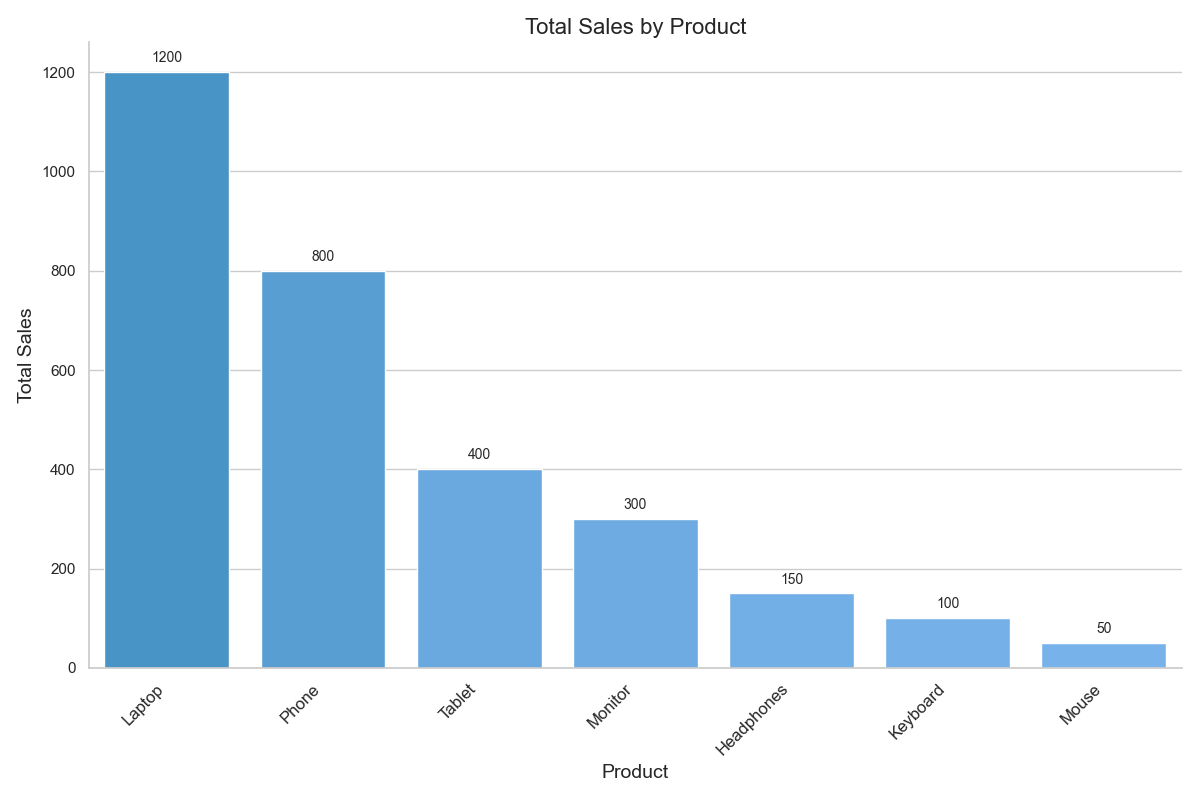 Total Sales by Product
Total Sales
1200
1000
800
600
400
200
0
1200
800
400
300
150
100
50
Laptop
Phone
Tablet
Monitor
Headphones
Keyboard
Mouse
Product